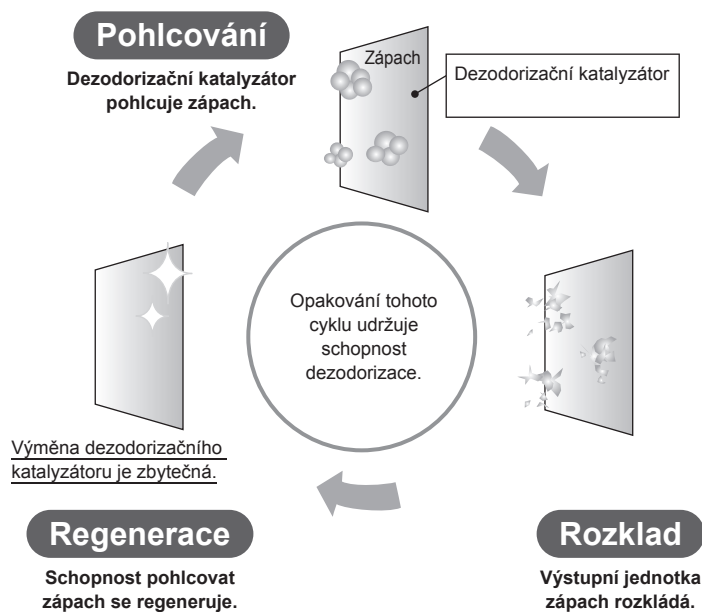 Pohlcování
Dezodorizační katalyzátor
pohlcuje zápach.
Zápach
Dezodorizační katalyzátor
Opakování tohoto
cyklu udržuje
schopnost
dezodorizace.
Výměna dezodorizačního
katalyzátoru je zbytečná.
Regenerace
Schopnost pohlcovat
zápach se regeneruje.
Rozklad
Výstupní jednotka
zápach rozkládá.